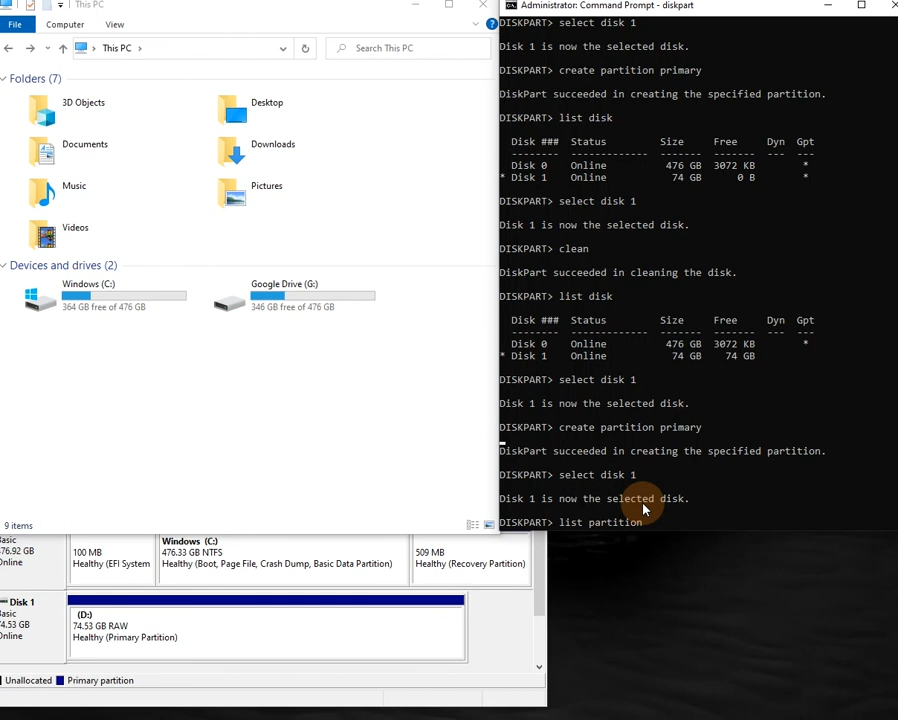 This PC
File
Computer
View
This PC
Search This PC
Folders (7)
3D Objects
Desktop
Documents
Downloads
Music
Pictures
Videos
Devices and drives (2)
Windows (C:)
364 GB free of 476 GB
Google Drive (G:)
346 GB free of 476 GB
9 items
Administrator: Command Prompt - diskpart
DISKPART> select disk 1
Disk 1 is now the selected disk.
DISKPART> create partition primary
DiskPart succeeded in creating the specified partition.
DISKPART> list disk
Disk ### Status Size Free Dyn Gpt
-------- ------------- ------- ------- --- ---
Disk 0 Online 476 GB 3072 KB *
* Disk 1 Online 74 GB 0 B *
DISKPART> select disk 1
Disk 1 is now the selected disk.
DISKPART> clean
DiskPart succeeded in cleaning the disk.
DISKPART> list disk
Disk ### Status Size Free Dyn Gpt
-------- ------------- ------- ------- --- ---
Disk 0 Online 476 GB 3072 KB *
* Disk 1 Online 74 GB 74 GB
DISKPART> select disk 1
Disk 1 is now the selected disk.
DISKPART> create partition primary
DiskPart succeeded in creating the specified partition.
DISKPART> select disk 1
Disk 1 is now the selected disk.
DISKPART> list partition
asic
76.92 GB
Online
100 MB
Healthy (EFI System
Windows (C:)
476.33 GB NTFS
Healthy (Boot, Page File, Crash Dump, Basic Data Partition)
509 MB
Healthy (Recovery Partition)
Disk 1
asic
4.53 GB
Online
(D:)
74.53 GB RAW
Healthy (Primary Partition)
Unallocated
Primary partition